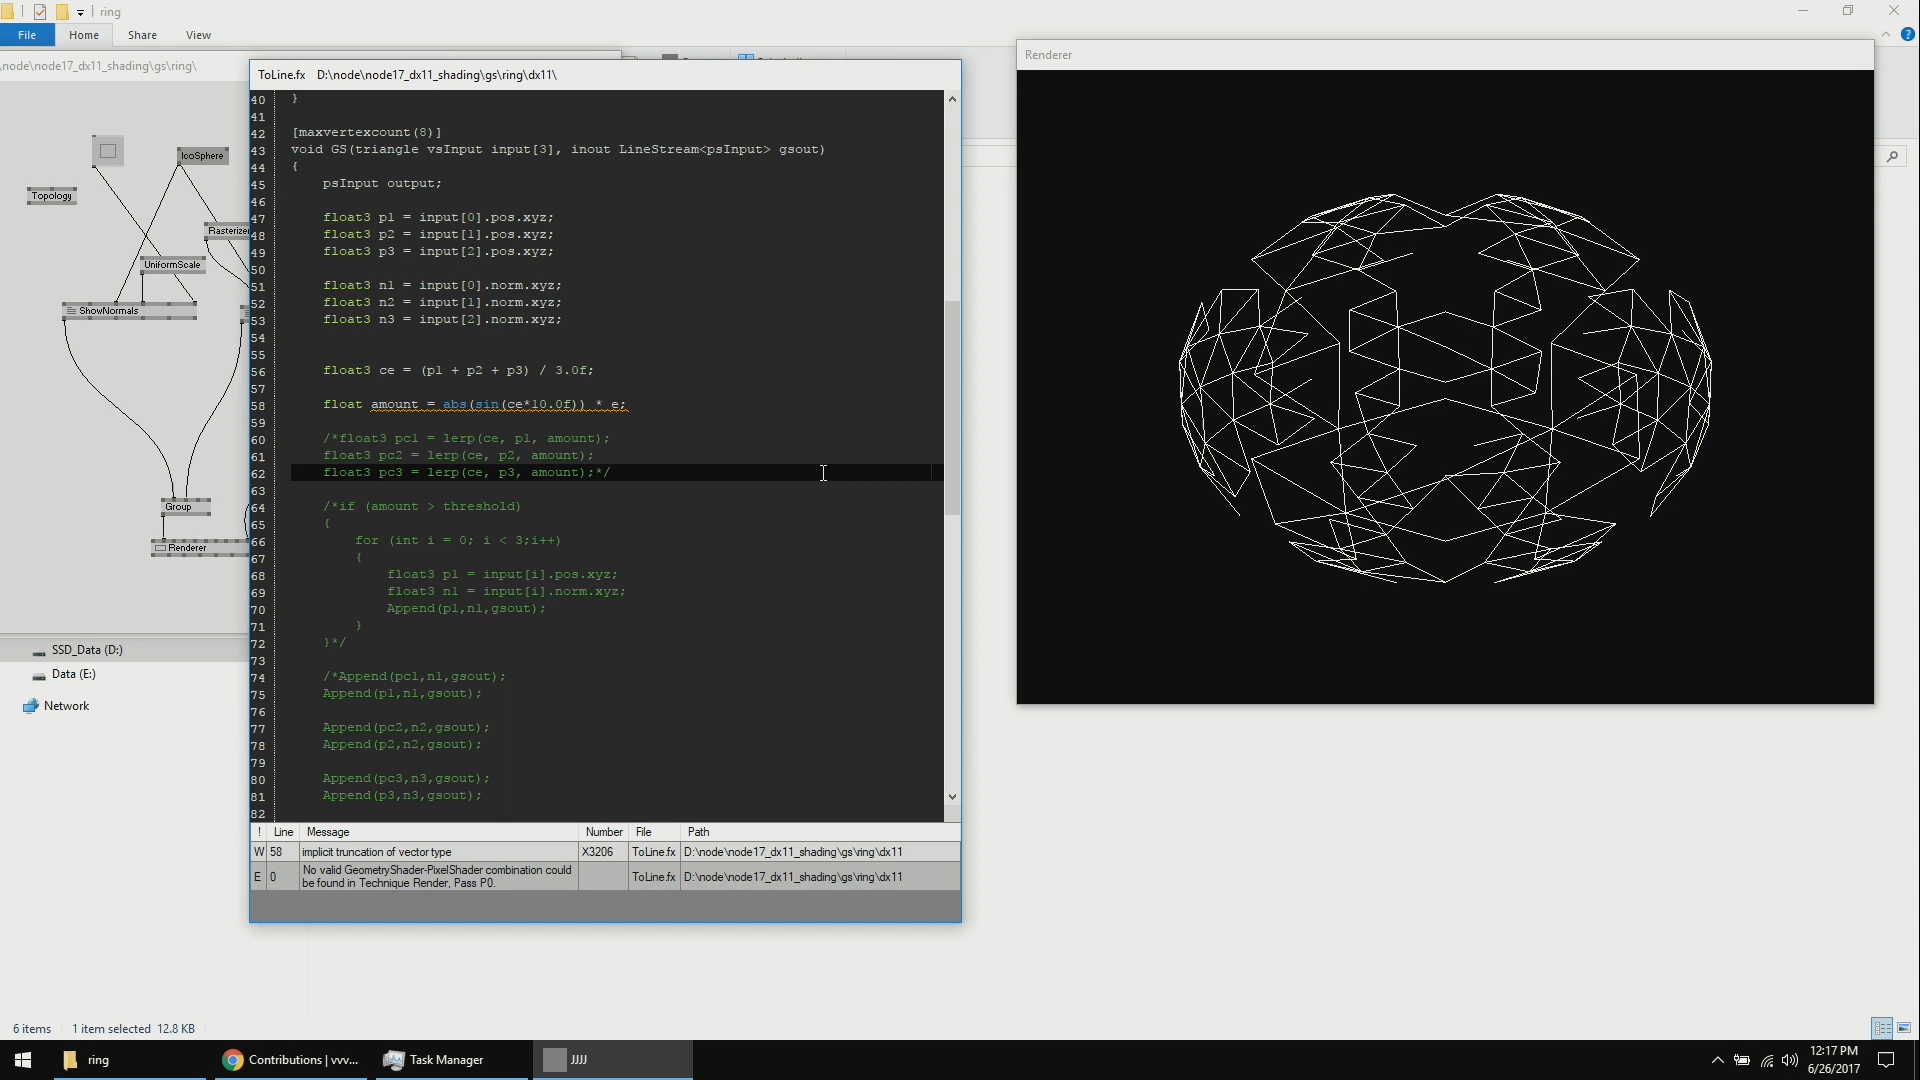 ring
File
Home
Share
View
node\node17_dx11_shading\gs\ring\
IcoSphere
Topology
Rasterizer
UniformScale
ShowNormals
Group
Renderer
SSD_Data (D:)
Data (E:)
Network
ToLine.fx D:\node\node17_dx11_shading\gs\ring\dx11\
40 }
41
42 [maxvertexcount(8)]
43 void GS(triangle vsInput input[3], inout LineStream<psInput> gsout)
44 {
45 psInput output;
46
47 float3 p1 = input[0].pos.xyz;
48 float3 p2 = input[1].pos.xyz;
49 float3 p3 = input[2].pos.xyz;
50
51 float3 n1 = input[0].norm.xyz;
52 float3 n2 = input[1].norm.xyz;
53 float3 n3 = input[2].norm.xyz;
54
55
56 float3 ce = (p1 + p2 + p3) / 3.0f;
57
58 float amount = abs(sin(ce*10.0f)) * e;
59
60 /*float3 pc1 = lerp(ce, p1, amount);
61 float3 pc2 = lerp(ce, p2, amount);
62 float3 pc3 = lerp(ce, p3, amount);*/
63
64 /*if (amount > threshold)
65 {
66 for (int i = 0; i < 3;i++)
67 {
68 float3 p1 = input[i].pos.xyz;
69 float3 n1 = input[i].norm.xyz;
70 Append(p1,n1,gsout);
71 }
72 }*/
73
74 /*Append(pc1,n1,gsout);
75 Append(p1,n1,gsout);
76
77 Append(pc2,n2,gsout);
78 Append(p2,n2,gsout);
79
80 Append(pc3,n3,gsout);
81 Append(p3,n3,gsout);
82
! Line Message Number File Path
W 58 implicit truncation of vector type X3206 ToLine.fx D:\node\node17_dx11_shading\gs\ring\dx11
E 0 No valid GeometryShader-PixelShader combination could be found in Technique Render, Pass P0. ToLine.fx D:\node\node17_dx11_shading\gs\ring\dx11
Renderer
6 items 1 item selected 12.8 KB
ring
Contributions | vvv...
Task Manager
JJJJ
12:17 PM
6/26/2017